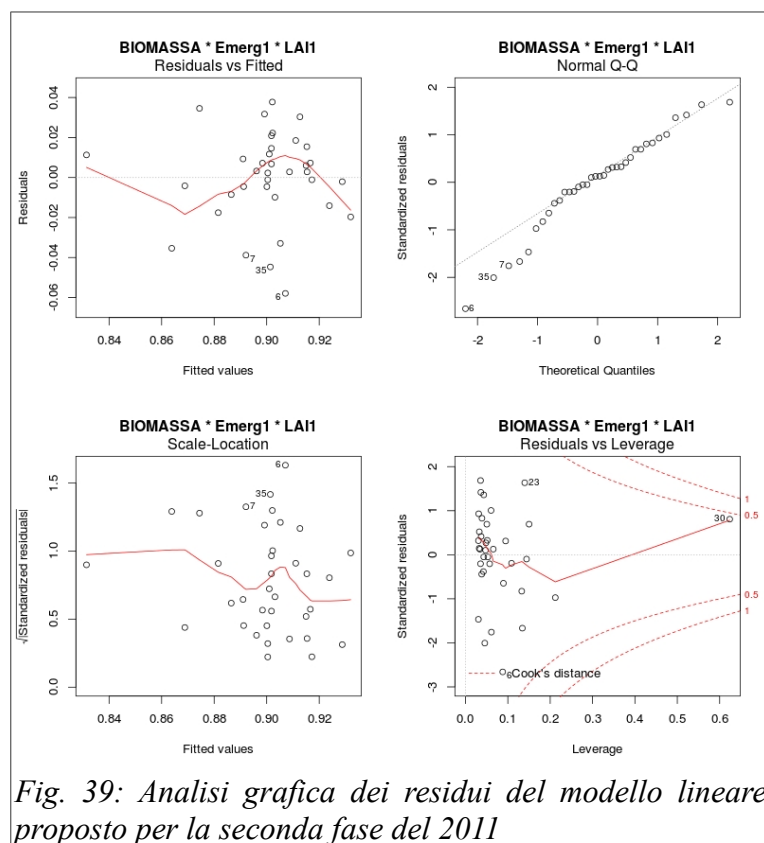 BIOMASSA * Emerg1 * LAI1
Residuals vs Fitted
Residuals
0.04
0.02
0.00
-0.02
-0.04
-0.06
7
35
6
0.84 0.86 0.88 0.90 0.92
Fitted values
BIOMASSA * Emerg1 * LAI1
Normal Q-Q
Standardized residuals
2
1
0
-1
-2
7
35
6
-2 -1 0 1 2
Theoretical Quantiles
BIOMASSA * Emerg1 * LAI1
Scale-Location
√|Standardized residuals|
1.5
1.0
0.5
0.0
6
35
7
0.84 0.86 0.88 0.90 0.92
Fitted values
BIOMASSA * Emerg1 * LAI1
Residuals vs Leverage
Standardized residuals
2
1
0
-1
-2
-3
23
30
1
0.5
0.5
1
6
Cook's distance
0.0 0.1 0.2 0.3 0.4 0.5 0.6
Leverage
Fig. 39: Analisi grafica dei residui del modello lineare
proposto per la seconda fase del 2011